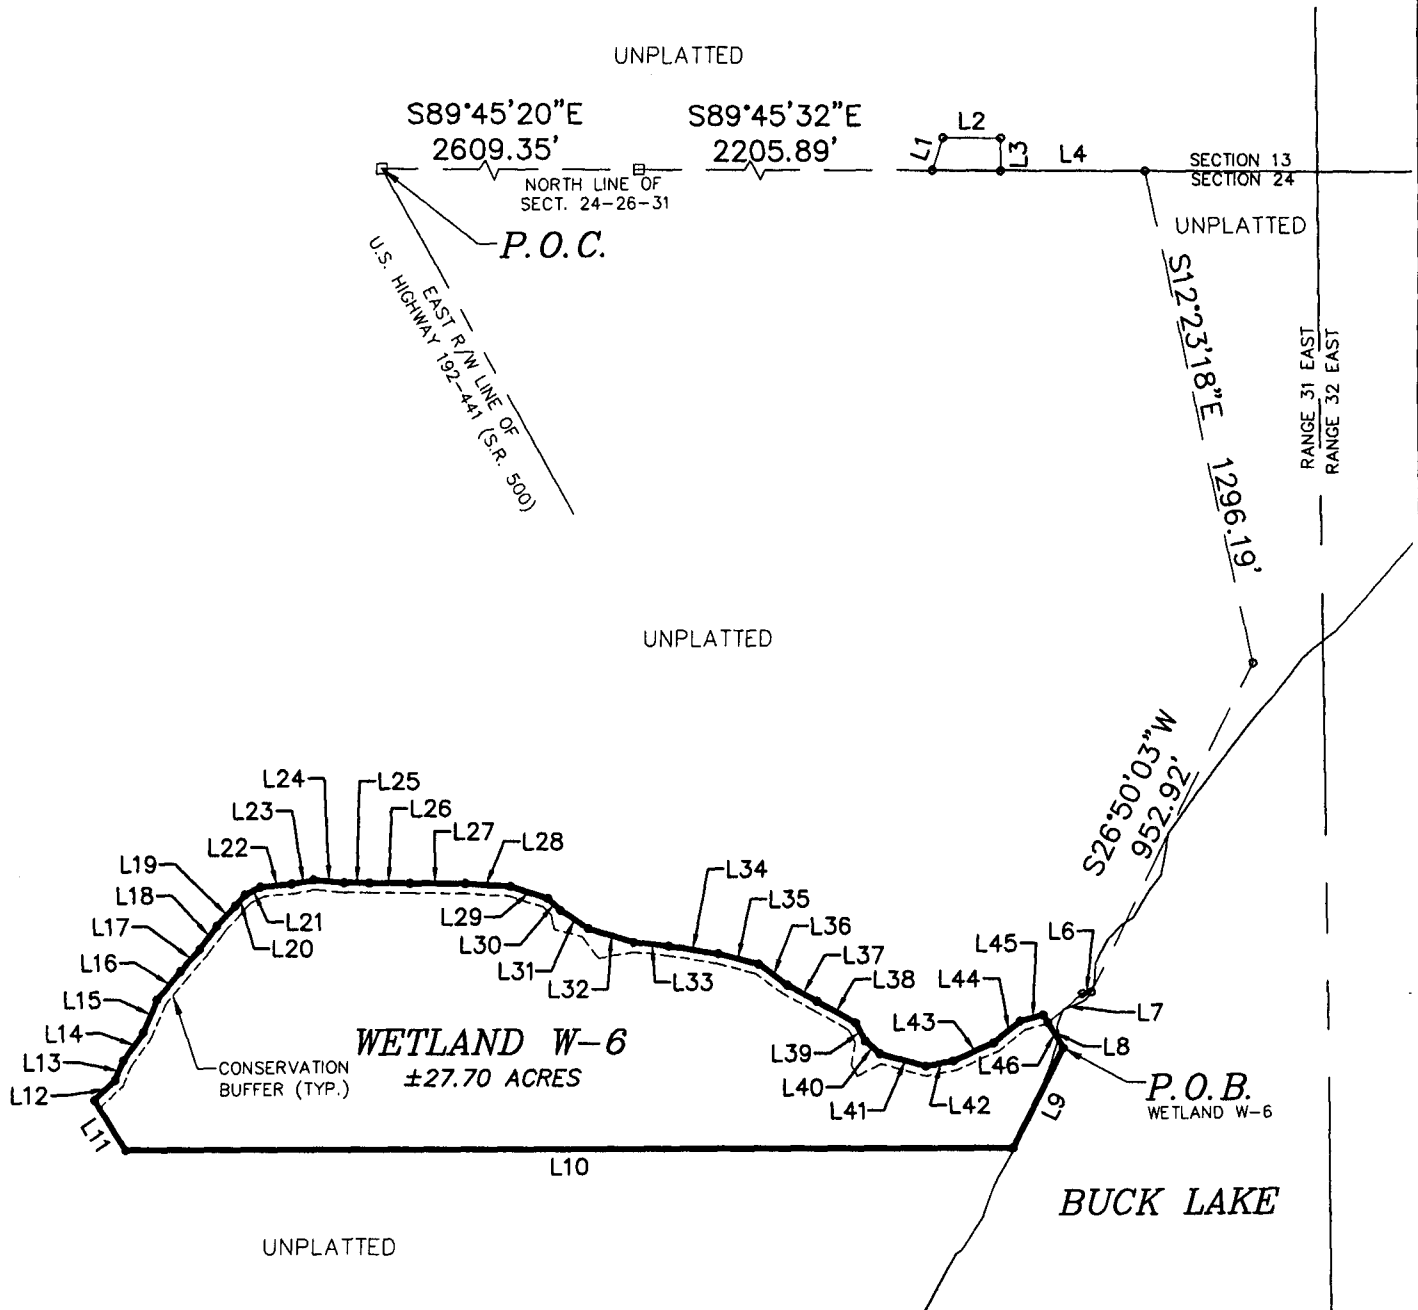 UNPLATTED
S89°45'20"E
2609.35'
S89°45'32"E
2205.89'
L1
L2
L3
L4
SECTION 13
SECTION 24
NORTH LINE OF
SECT. 24-26-31
P.O.C.
UNPLATTED
EAST R/W LINE OF
U.S. HIGHWAY 192-441 (S.R. 500)
S12°23'18"E 1296.19'
RANGE 31 EAST
RANGE 32 EAST
UNPLATTED
S26°50'03"W
952.92'
L24
L25
L23
L26
L27
L22
L28
L19
L18
L17
L16
L15
L14
L13
L12
L11
L21
L20
L29
L30
L31
L32
L33
L34
L35
L36
L37
L38
L39
L40
L41
L42
L43
L44
L45
L46
L6
L7
L8
L9
L10
WETLAND W-6
±27.70 ACRES
CONSERVATION
BUFFER (TYP.)
P.O.B.
WETLAND W-6
BUCK LAKE
UNPLATTED